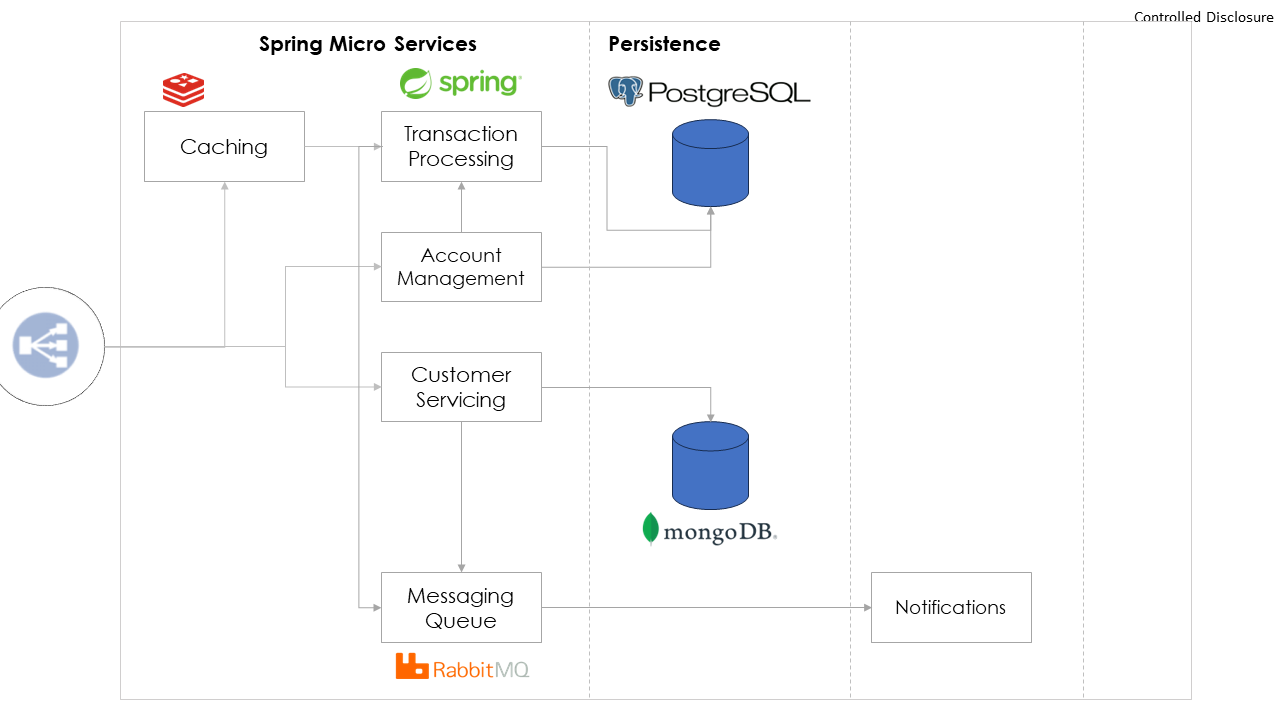 Controlled Disclosure
Spring Micro Services
Persistence
spring
PostgreSQL
Caching
Transaction
Processing
Account
Management
Customer
Servicing
mongoDB.
Messaging
Queue
Notifications
RabbitMQ